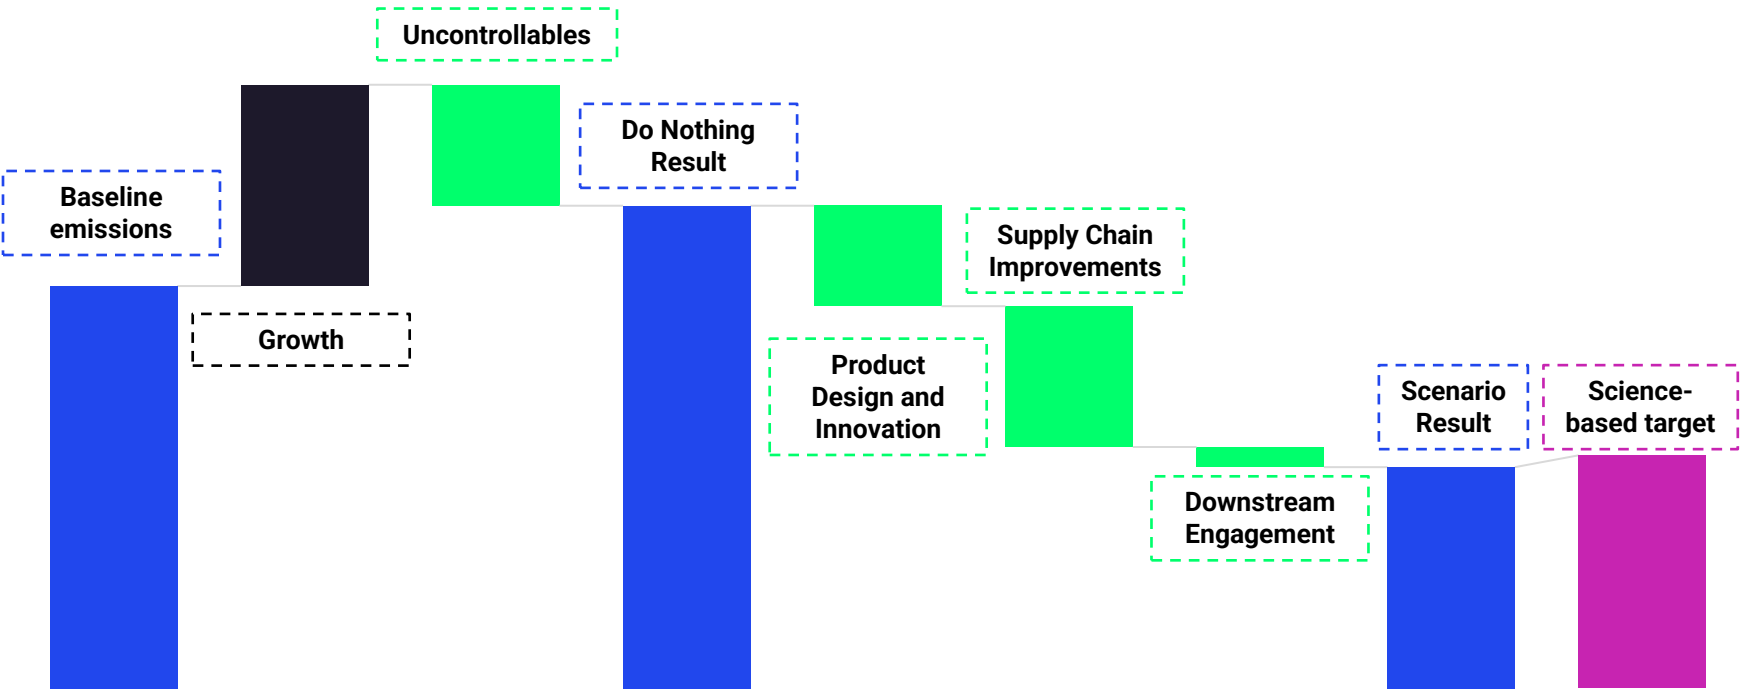 Uncontrollables
Do Nothing
Result
Baseline
emissions
Growth
Supply Chain
Improvements
Product
Design and
Innovation
Downstream
Engagement
Scenario
Result
Science-
based target